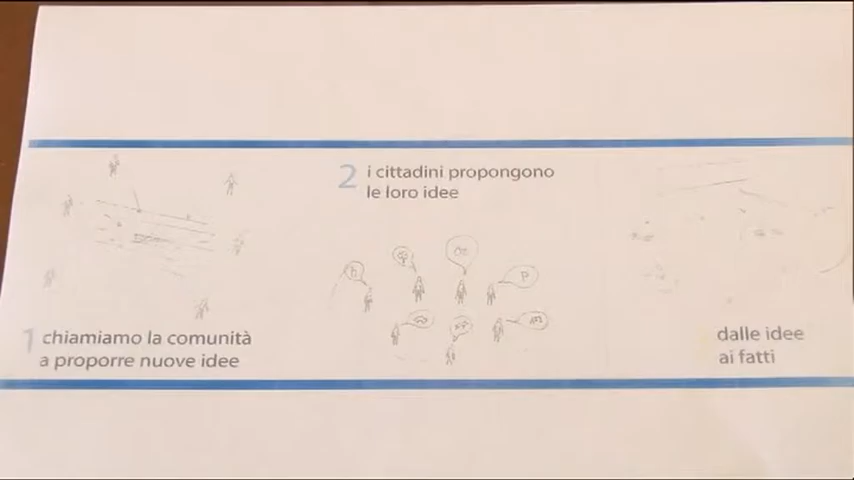 1 chiamiamo la comunità
a proporre nuove idee
2 i cittadini propongono
le loro idee
dalle idee
ai fatti